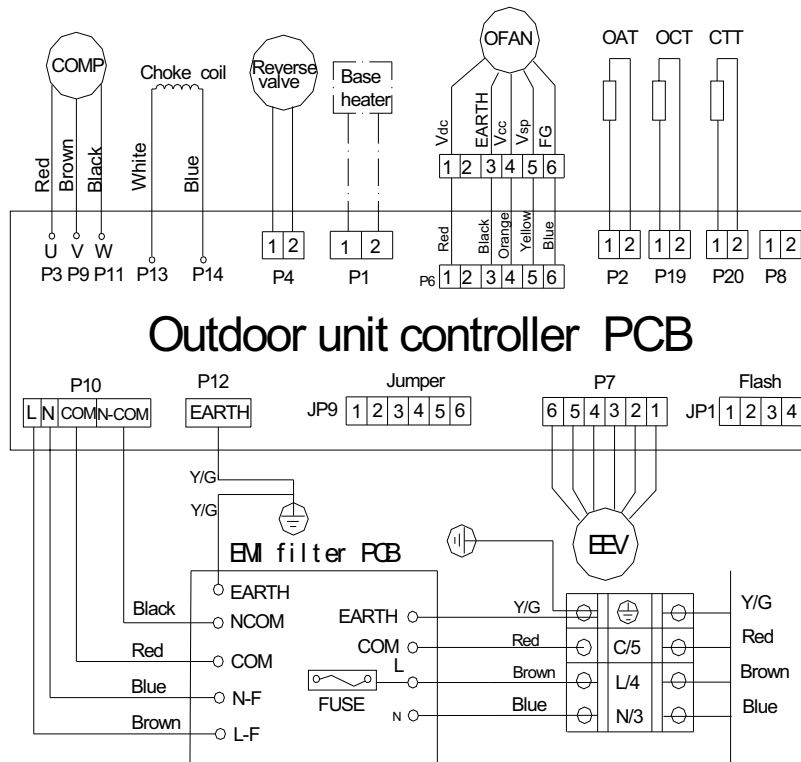 COMP
Choke coil
Reverse
valve
Base
heater
OFAN
OAT OCT CTT
Red
Brown
Black
White
Blue
Vdc
EARTH
Vcc
Vsp
FG
1 2 3 4 5 6
Red
Black
Orange
Yellow
Blue
U V W
P3 P9 P11 P13 P14
1 2
P4
1 2
P1
P6 1 2 3 4 5 6
1 2
P2
1 2
P19
1 2
P20
1 2
P8
Outdoor unit controller PCB
P10
L N COM N-COM
P12
EARTH
Jumper
JP9 1 2 3 4 5 6
P7
6 5 4 3 2 1
Flash
JP1 1 2 3 4
Y/G
Y/G
EEV
EMI filter PCB
EARTH
Black
NCOM
Red
COM
Blue
N-F
Brown
L-F
EARTH
COM
L
FUSE
N
Y/G
Red
Brown
Blue
C/5
L/4
N/3
Y/G
Red
Brown
Blue